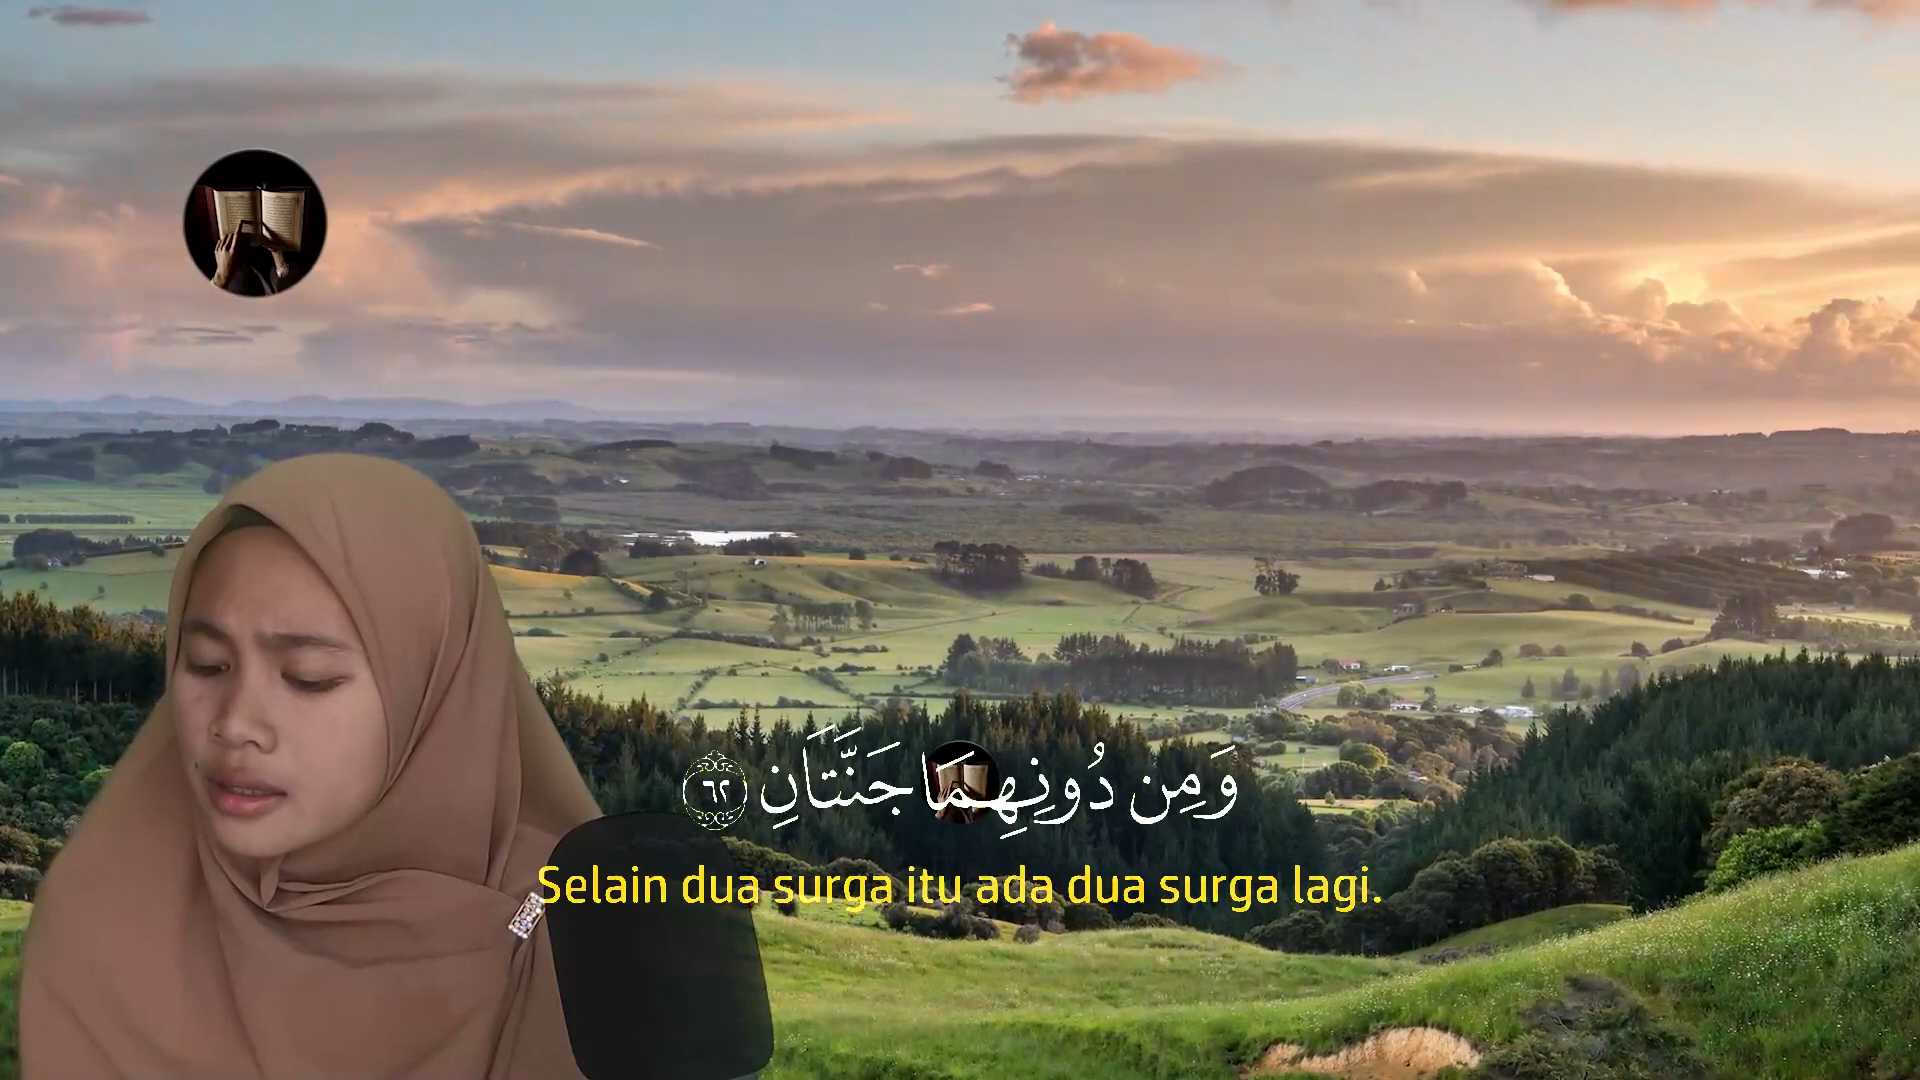 وَمِن دُونِهِمَا جَنَّتَانِ ٦٢
Selain dua surga itu ada dua surga lagi.